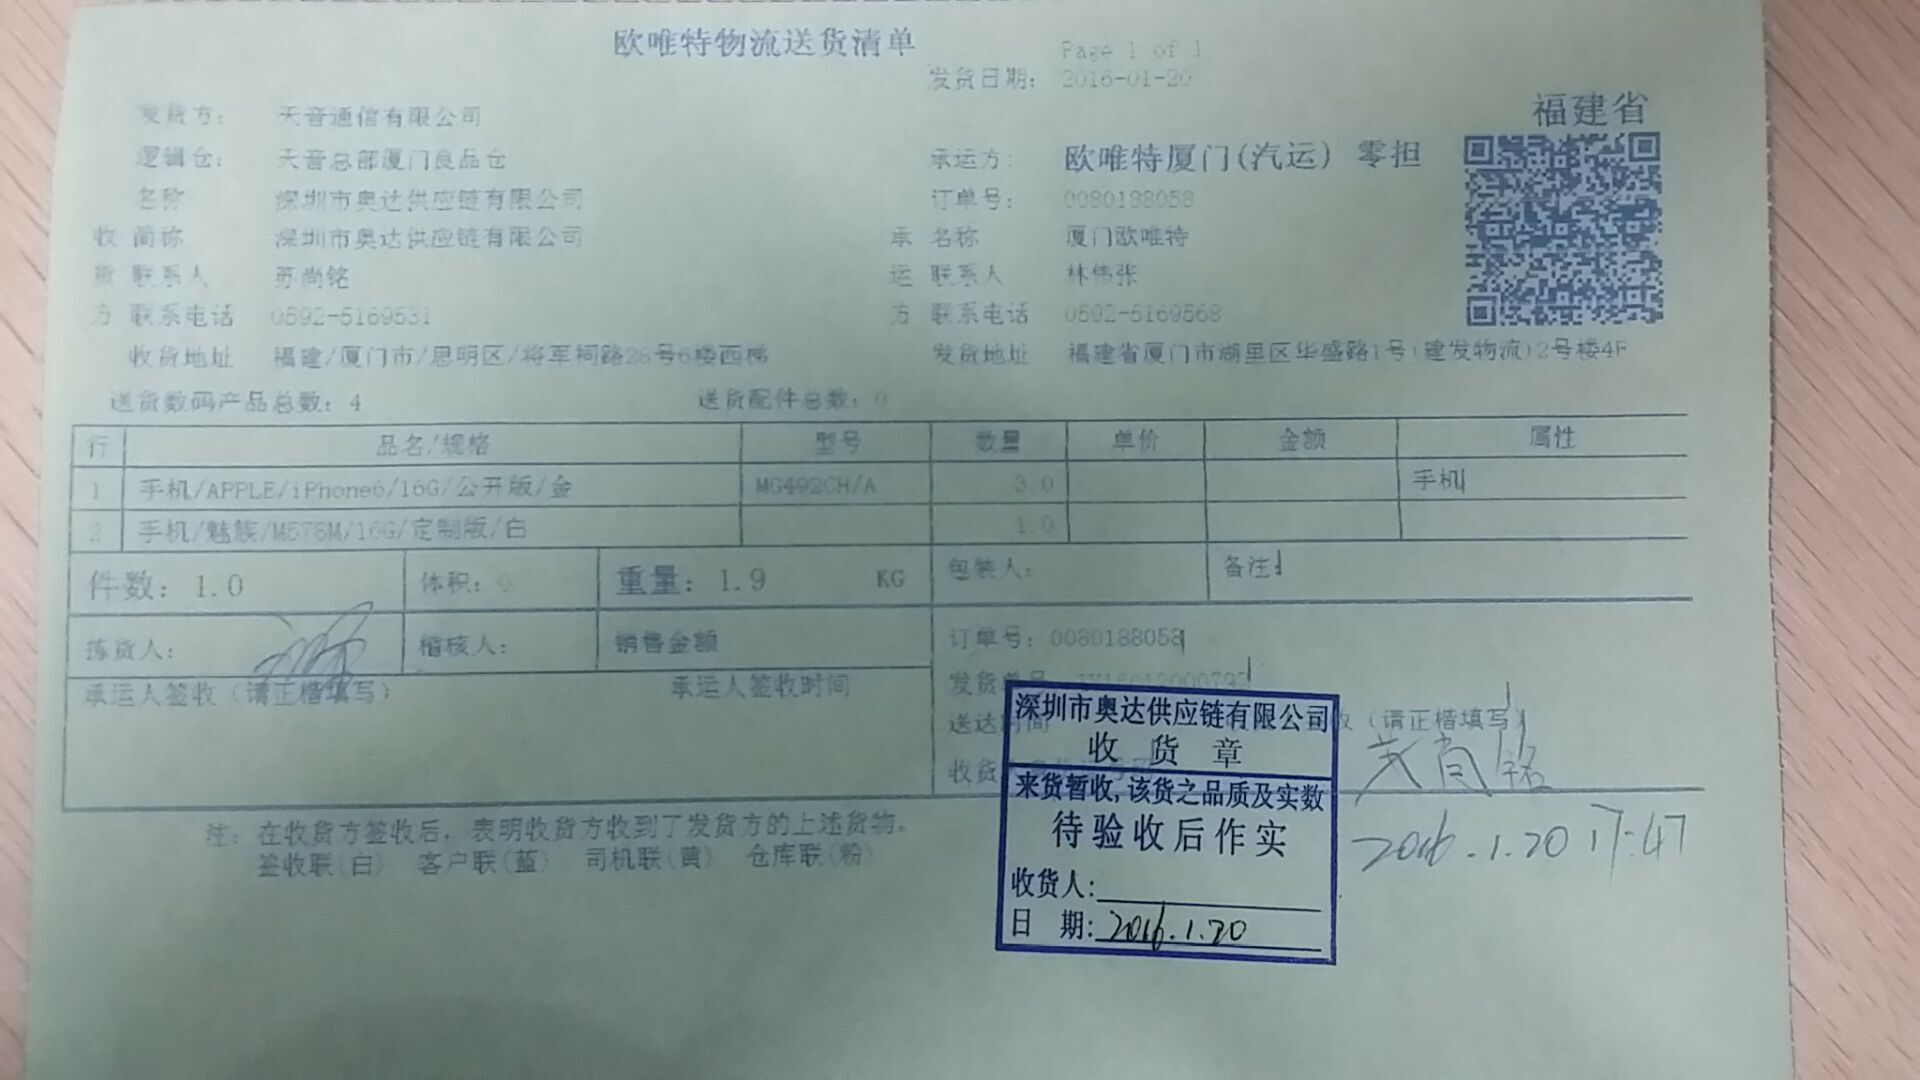 欧唯特物流送货清单
Page 1 of 1
发货日期: 2016-01-20
福建省
发货方: 天音通信有限公司
逻辑仓: 天音总部厦门良品仓 承运方: 欧唯特厦门(汽运) 零担
名称 深圳市奥达供应链有限公司 订单号: 0080188058
收 简称 深圳市奥达供应链有限公司 承 名称 厦门欧唯特
货 联系人 苏尚铭 运 联系人 林伟张
方 联系电话 0592-5169531 方 联系电话 0592-5169568
收货地址 福建/厦门市/思明区/将军祠路28号6楼西梯 发货地址 福建省厦门市湖里区华盛路1号(建发物流)2号楼4F
送货数码产品总数: 4 送货配件总数: 0
行 品名/规格 型号 数量 单价 金额 属性
1 手机/APPLE/iPhone6/16G/公开版/金 MG492CH/A 3.0 手机
2 手机/魅族/M578M/16G/定制版/白 1.0
件数: 1.0 体积: 0 重量: 1.9 KG 包装人: 备注:
拣货人: 稽核人: 销售金额 订单号: 0080188058
承运人签收 (请正楷填写) 承运人签收时间 发货单号
送达时间 收 (请正楷填写)
收货
尚铭
2016.1.20 17:47
深圳市奥达供应链有限公司
收 货 章
来货暂收,该货之品质及实数
待验收后作实
收货人:
日 期: 2016.1.20
注: 在收货方签收后, 表明收货方收到了发货方的上述货物。
签收联(白) 客户联(蓝) 司机联(黄) 仓库联(粉)